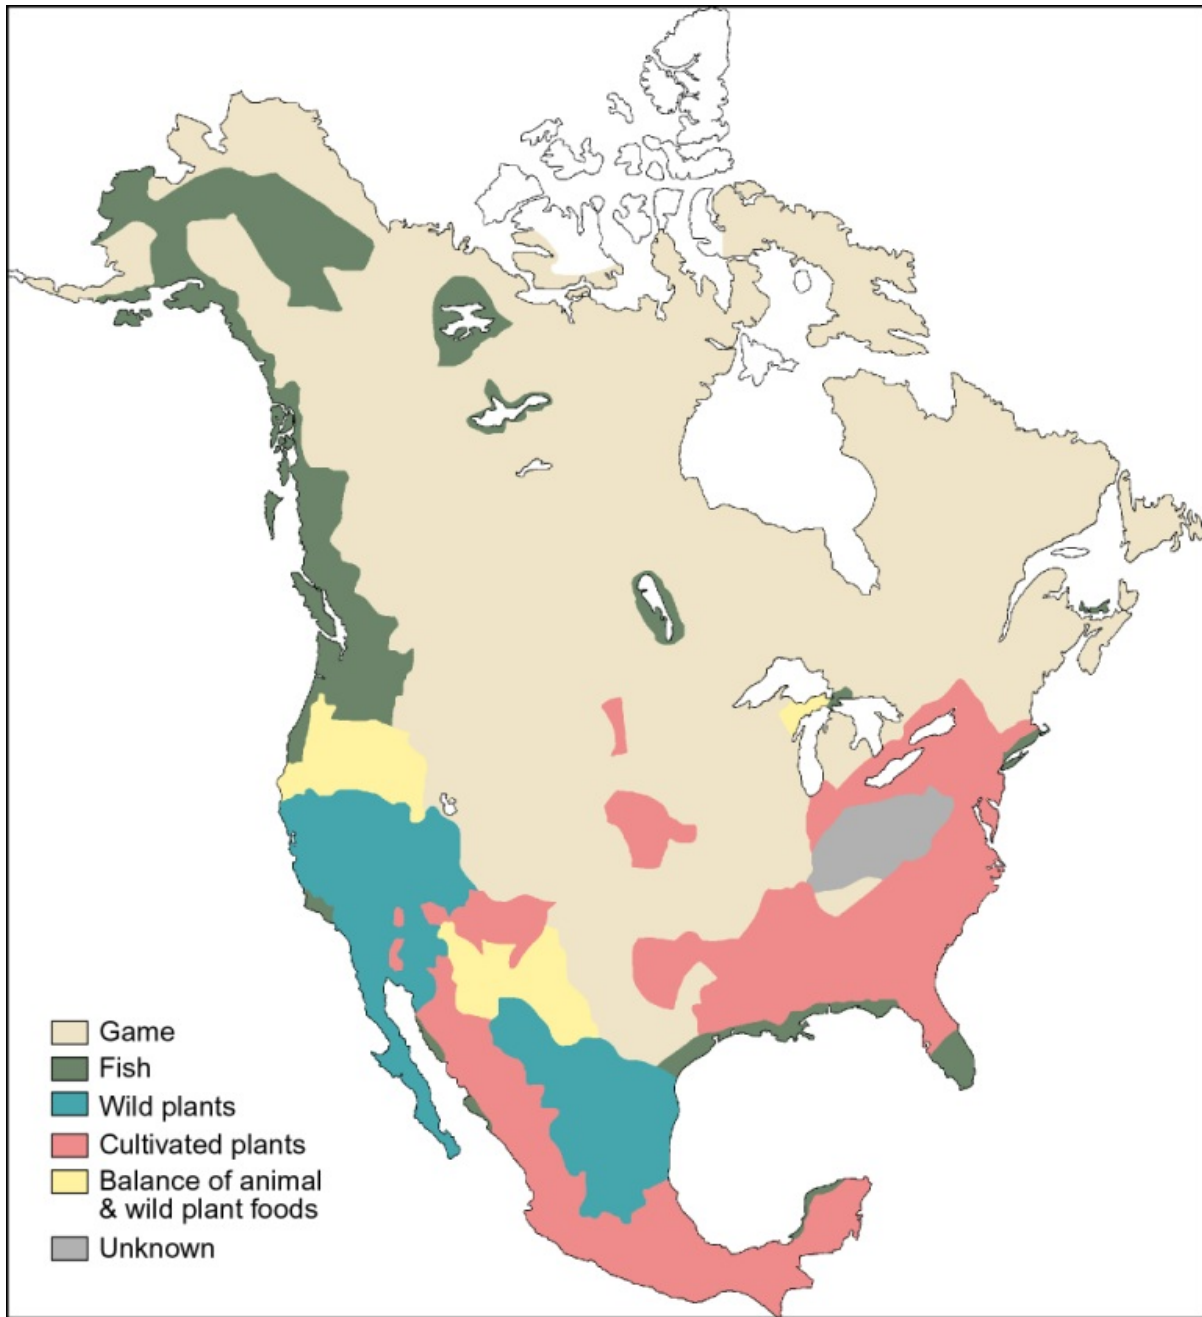 Game
Fish
Wild plants
Cultivated plants
Balance of animal
& wild plant foods
Unknown